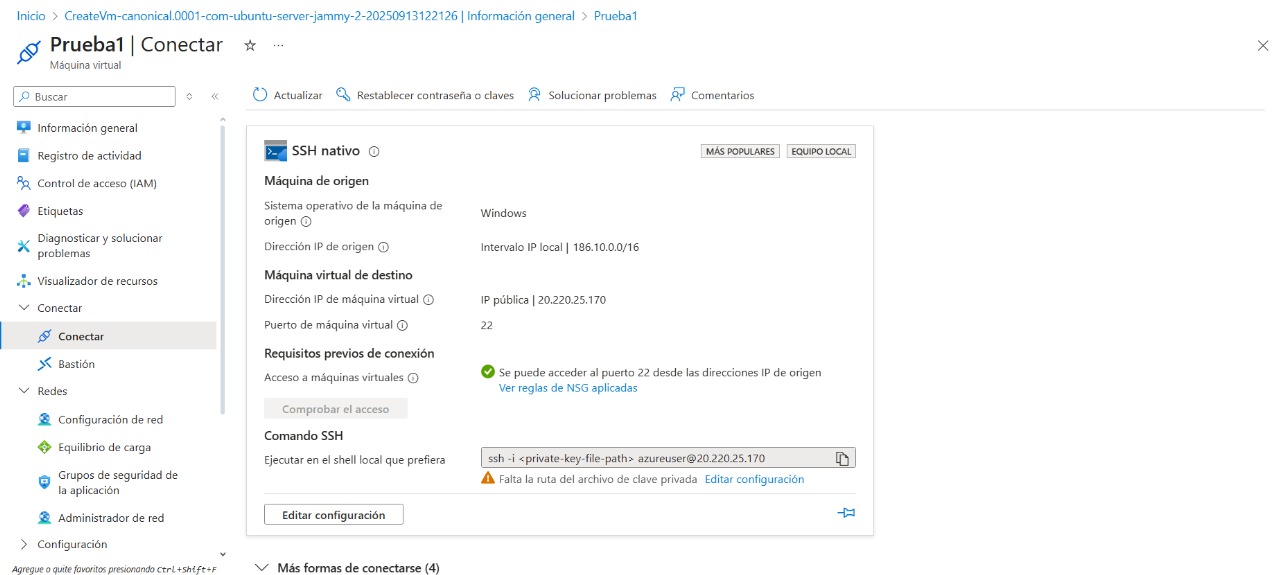 Inicio > CreateVm-canonical.0001-com-ubuntu-server-jammy-2-20250913122126 | Información general > Prueba1
Prueba1 | Conectar ☆ ...
Máquina virtual
Buscar
Actualizar Restablecer contraseña o claves Solucionar problemas Comentarios
Información general
Registro de actividad
Control de acceso (IAM)
Etiquetas
Diagnosticar y solucionar
problemas
Visualizador de recursos
Conectar
Conectar
Bastión
Redes
Configuración de red
Equilibrio de carga
Grupos de seguridad de
la aplicación
Administrador de red
Configuración
Agregue o quite favoritos presionando Ctrl+Shift+F
SSH nativo
MÁS POPULARES EQUIPO LOCAL
Máquina de origen
Sistema operativo de la máquina de
origen
Windows
Dirección IP de origen Intervalo IP local | 186.10.0.0/16
Máquina virtual de destino
Dirección IP de máquina virtual IP pública | 20.220.25.170
Puerto de máquina virtual 22
Requisitos previos de conexión
Acceso a máquinas virtuales Se puede acceder al puerto 22 desde las direcciones IP de origen
Ver reglas de NSG aplicadas
Comprobar el acceso
Comando SSH
Ejecutar en el shell local que prefiera ssh -i <private-key-file-path> azureuser@20.220.25.170
Falta la ruta del archivo de clave privada Editar configuración
Editar configuración
Más formas de conectarse (4)